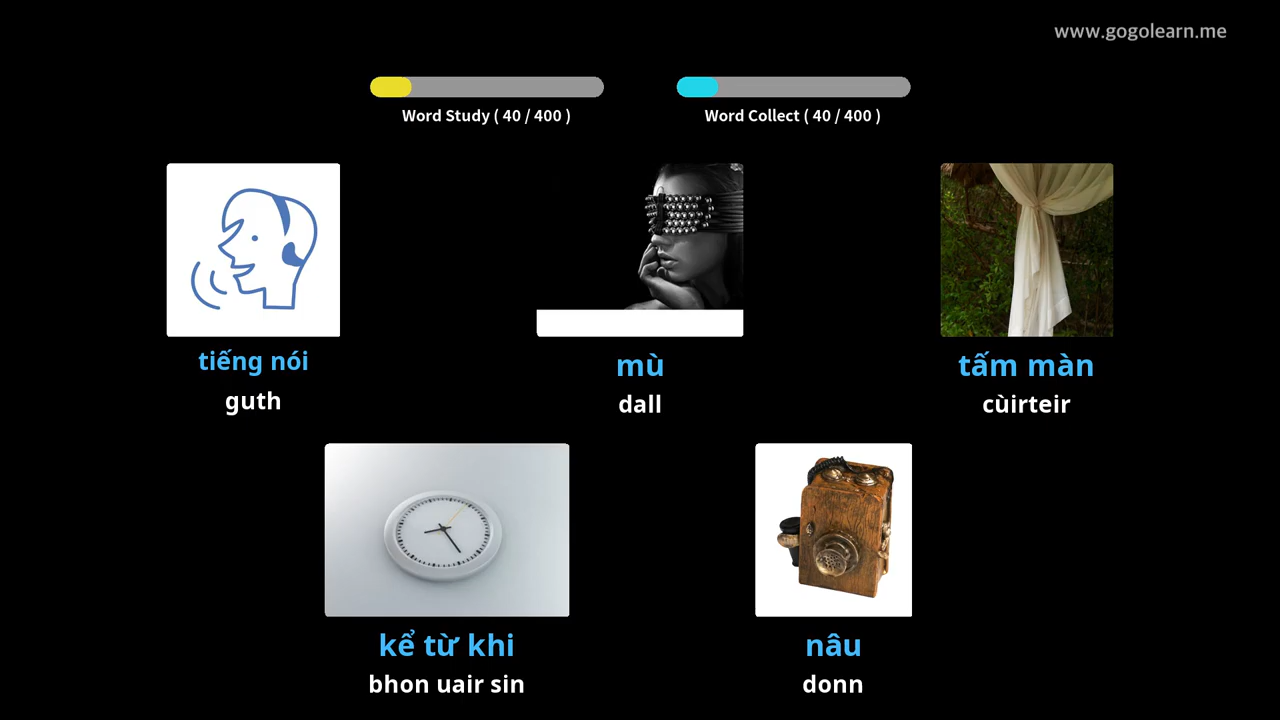 www.gogolearn.me
Word Study ( 40 / 400 )
Word Collect ( 40 / 400 )
tiếng nói
guth
mù
dall
tấm màn
cùirteir
kể từ khi
bhon uair sin
nâu
donn